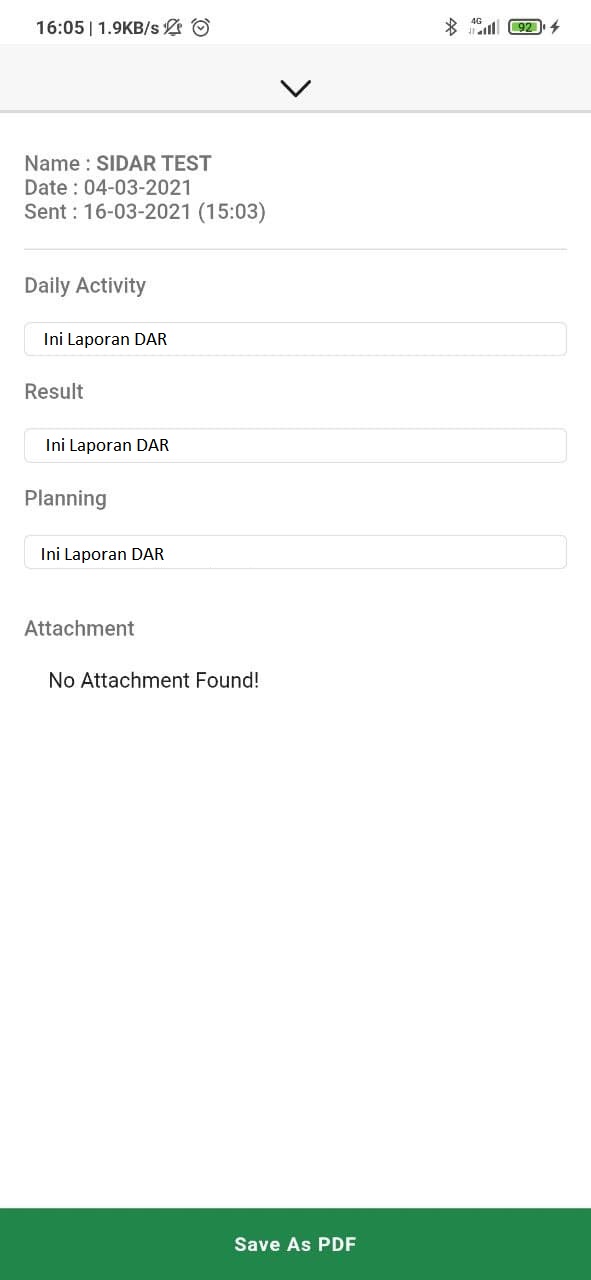 16:05 | 1.9KB/s 4G 92
Name : SIDAR TEST
Date : 04-03-2021
Sent : 16-03-2021 (15:03)
Daily Activity
Ini Laporan DAR
Result
Ini Laporan DAR
Planning
Ini Laporan DAR
Attachment
No Attachment Found!
Save As PDF